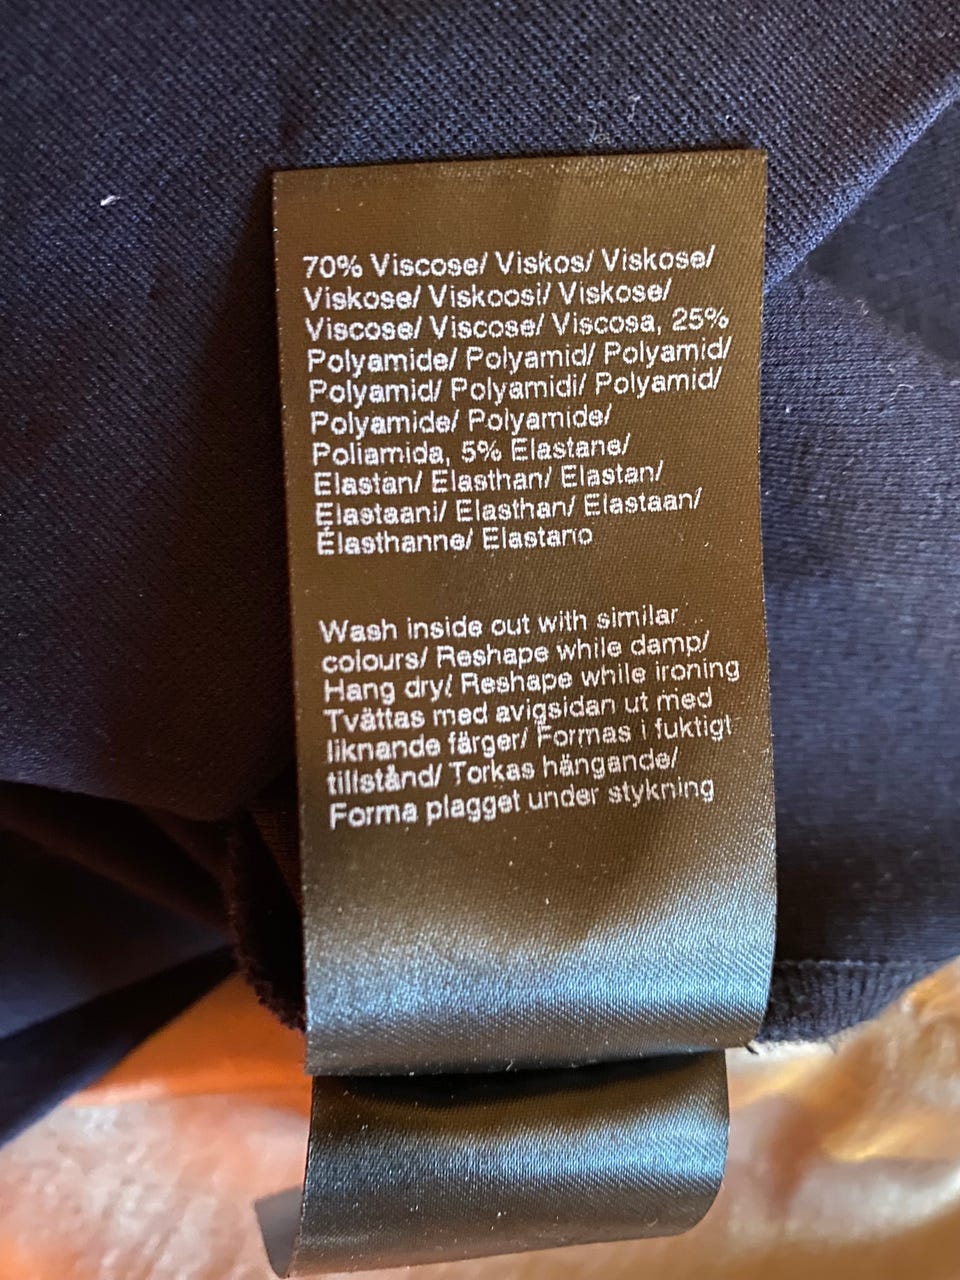 70% Viscose/ Viskos/ Viskose/
Viskose/ Viskoosi/ Viskose/
Viscose/ Viscose/ Viscosa, 25%
Polyamide/ Polyamid/ Polyamid/
Polyamid/ Polyamidi/ Polyamid/
Polyamide/ Polyamide/
Poliamida, 5% Elastane/
Elastan/ Elasthan/ Elastan/
Elastaani/ Elasthan/ Elastaan/
Élasthanne/ Elastano
Wash inside out with similar
colours/ Reshape while damp/
Hang dry/ Reshape while ironing
Tvättas med avigsidan ut med
liknande färger/ Formas i fuktigt
tillstånd/ Torkas hängande/
Forma plagget under stykning